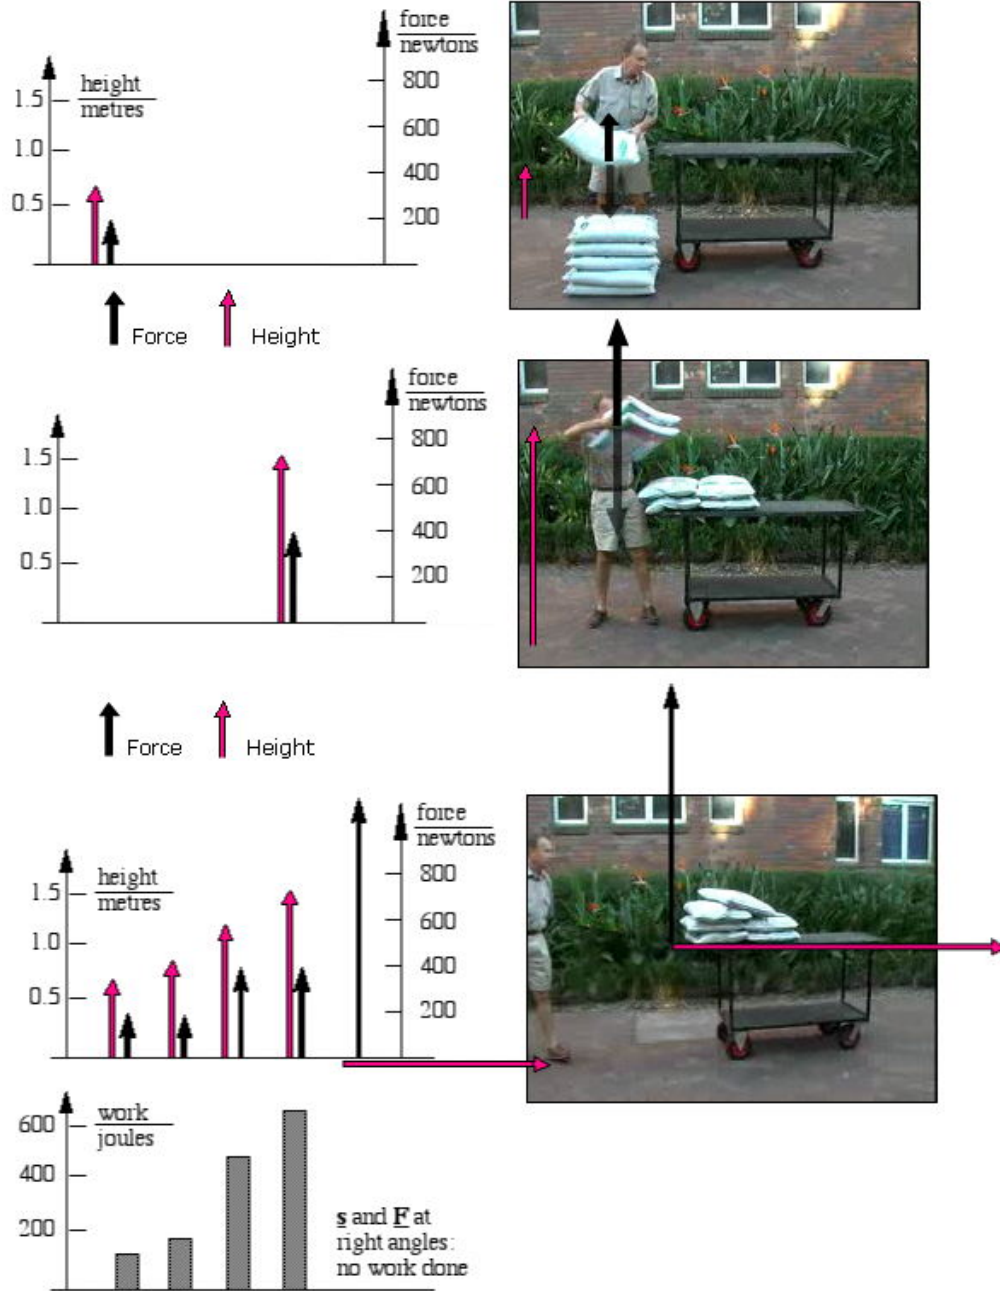 height
metres
1.5
1.0
0.5
force
newtons
800
600
400
200
Force
Height
1.5
1.0
0.5
force
newtons
800
600
400
200
Force
Height
height
metres
1.5
1.0
0.5
force
newtons
800
600
400
200
work
joules
600
400
200
s and F at
right angles:
no work done